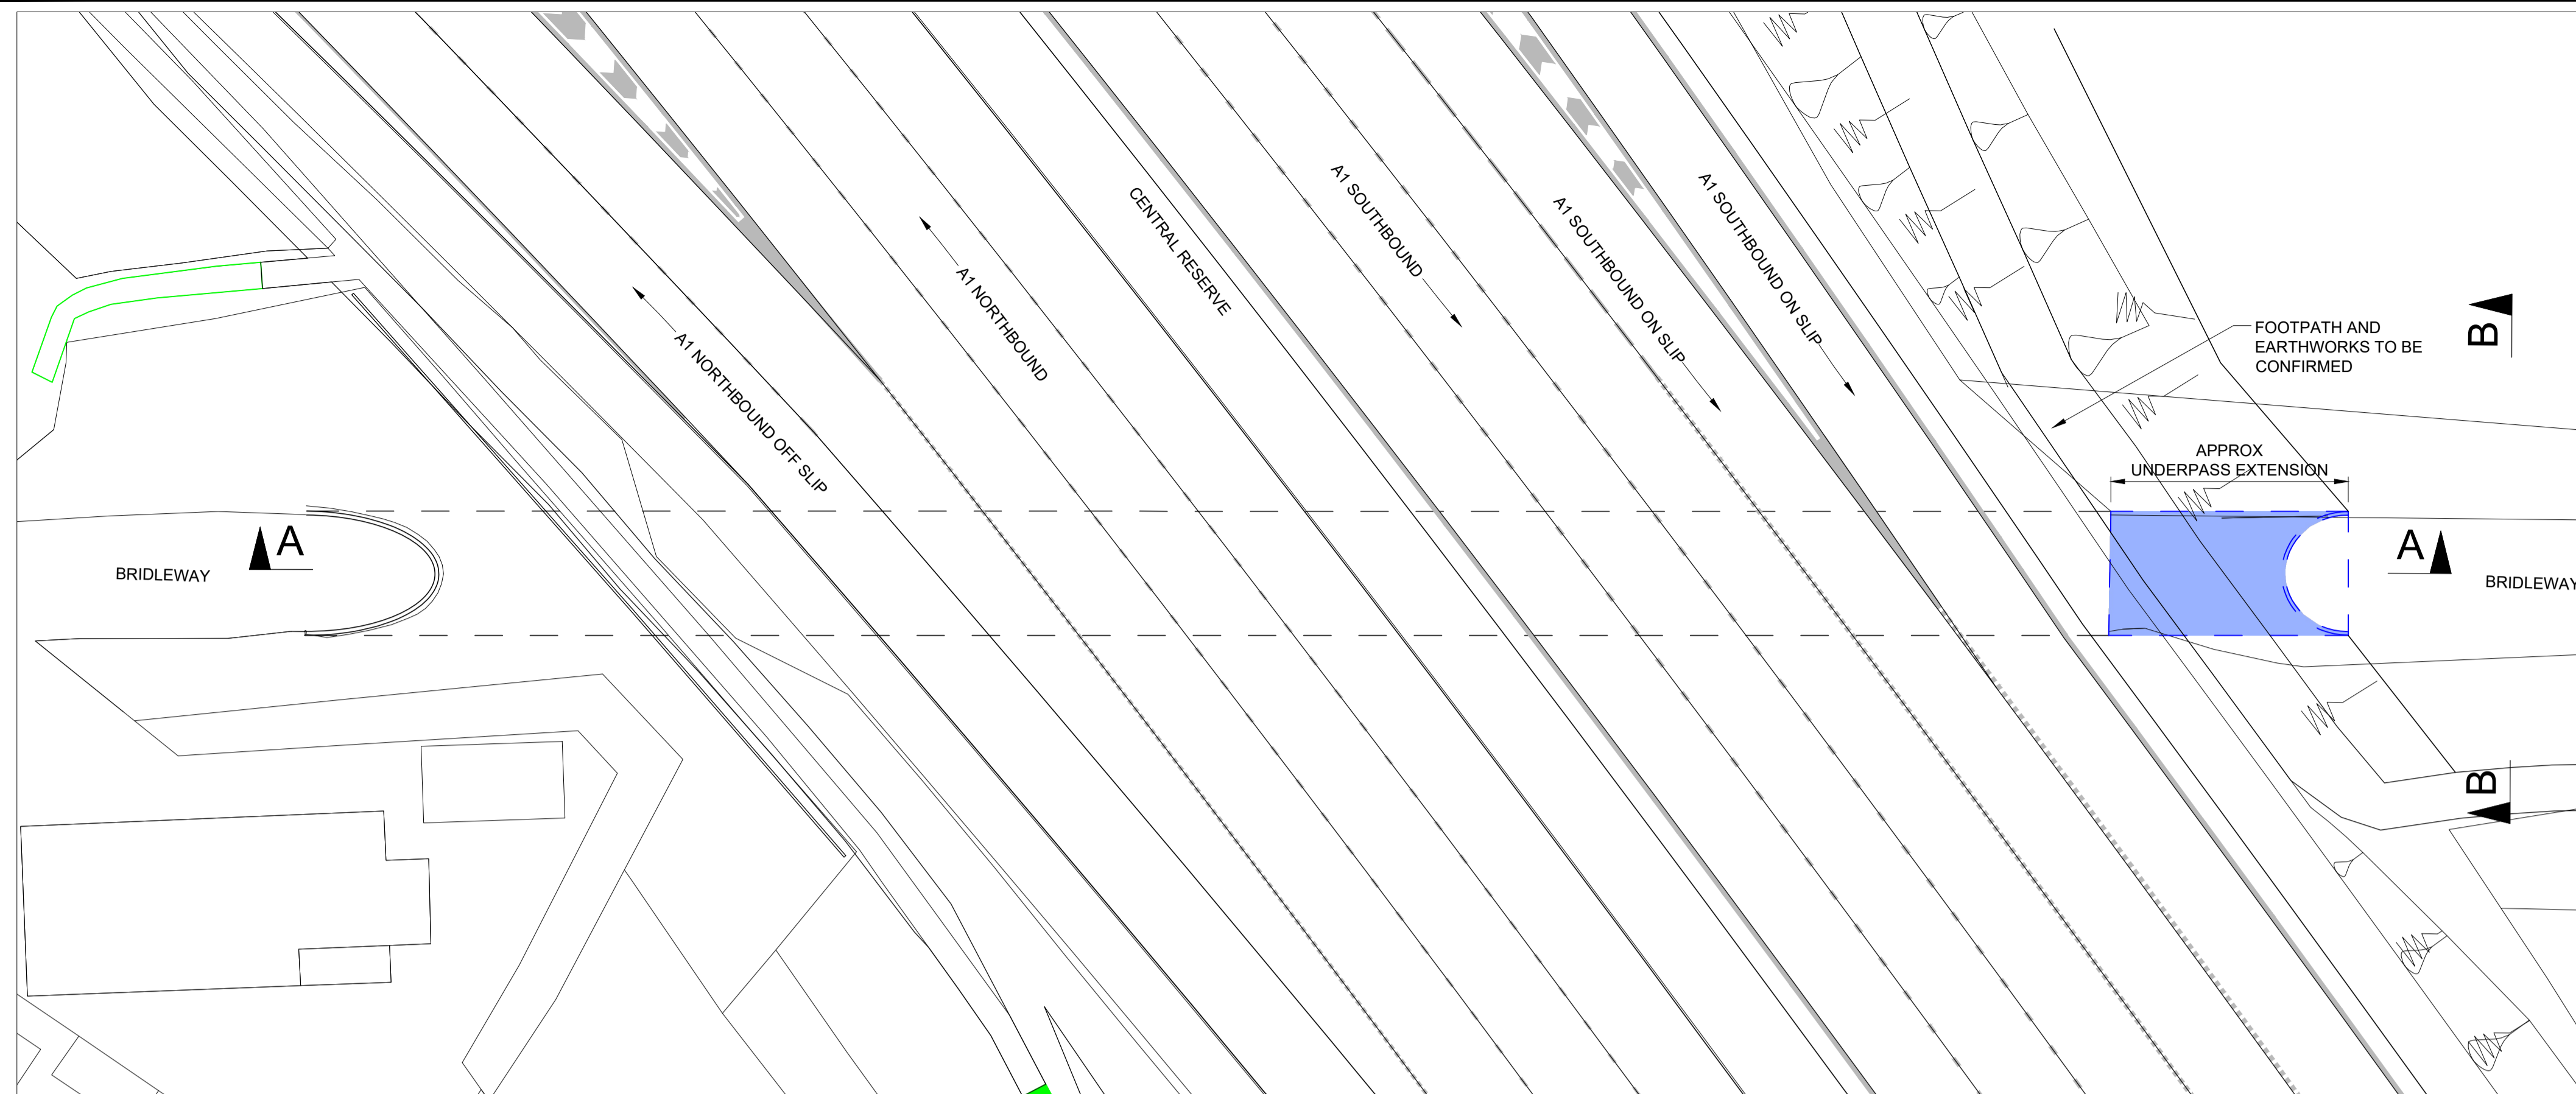 A1 NORTHBOUND OFF SLIP
A1 NORTHBOUND
CENTRAL RESERVE
A1 SOUTHBOUND
A1 SOUTHBOUND ON SLIP
A1 SOUTHBOUND ON SLIP
FOOTPATH AND
EARTHWORKS TO BE
CONFIRMED
B
APPROX
UNDERPASS EXTENSION
A
BRIDLEWAY
A
BRIDLEWAY
B